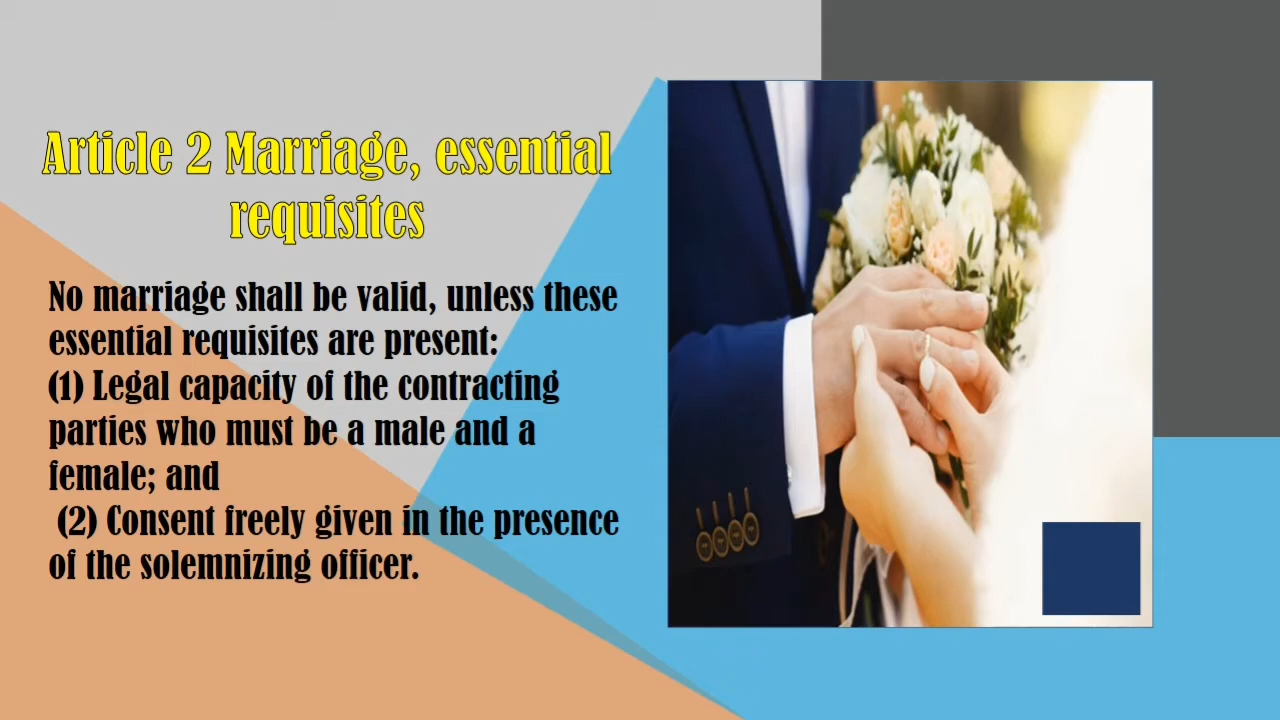 Article 2 Marriage, essential
requisites
No marriage shall be valid, unless these
essential requisites are present:
(1) Legal capacity of the contracting
parties who must be a male and a
female; and
(2) Consent freely given in the presence
of the solemnizing officer.